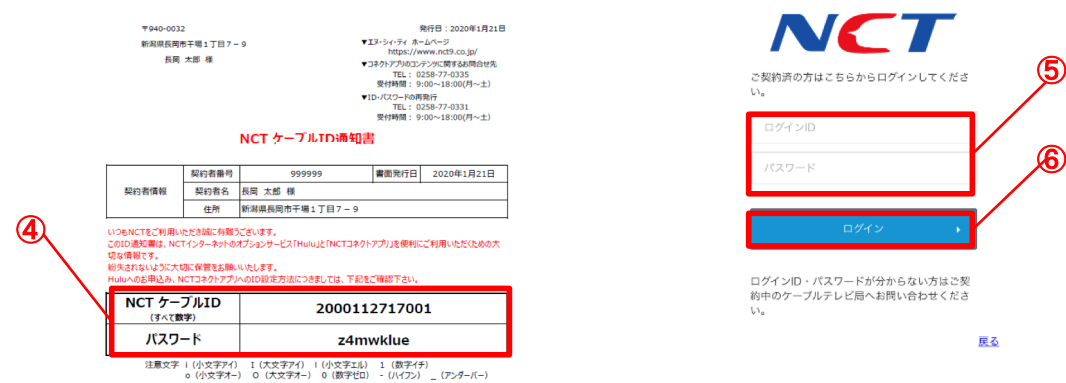 〒940-0032
新潟県長岡市干場1丁目7－9
長岡 太郎 様
発行日：2020年1月21日
▼エヌ･シィ･ティ ホームページ
https://www.nct9.co.jp/
▼コネクトアプリのコンテンツに関するお問合せ先
TEL： 0258-77-0335
受付時間： 9:00～18:00(月～土)
▼ID･パスワードの再発行
TEL： 0258-77-0331
受付時間： 9:00～18:00(月～土)
NCT ケーブルID通知書
契約者情報 契約者番号 999999 書面発行日 2020年1月21日
契約者名 長岡 太郎 様
住所 新潟県長岡市干場1丁目7－9
④
いつもNCTをご利用いただき誠に有難うございます。
このID通知書は、NCTインターネットのオプションサービス｢Hulu｣と｢NCTコネクトアプリ｣を便利にご利用いただくための大
切な情報です。
紛失されないように大切に保管をお願いいたします。
Huluへのお申込み、NCTコネクトアプリへのID設定方法につきましては、下記をご確認下さい。
NCT ケーブルID 2000112717001
(すべて数字)
パスワード z4mwklue
注意文字 i (小文字アイ) I (大文字アイ) l (小文字エル) 1 (数字イチ)
o (小文字オー) O (大文字オー) 0 (数字ゼロ) - (ハイフン) _ (アンダーバー)
NCT
ご契約済の方はこちらからログインしてくださ
い。
⑤
ログインID
パスワード
⑥
ログイン
ログインID・パスワードが分からない方はご契
約中のケーブルテレビ局へお問い合わせくださ
い。
戻る